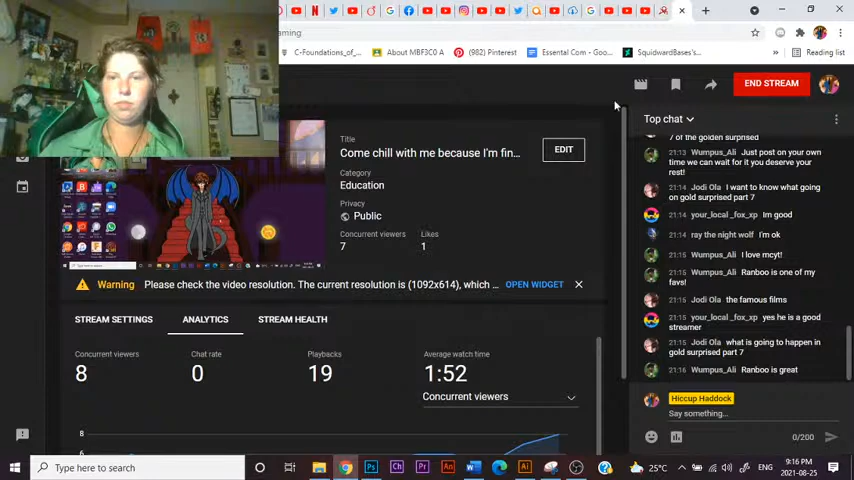 C-Foundations_of_...
About MBF3C0 A
(982) Pinterest
Essental Com - Goo...
SquidwardBases's...
Reading list
END STREAM
Title
Come chill with me because I'm fin...
EDIT
Category
Education
Privacy
Public
Concurrent viewers
7
Likes
1
Warning Please check the video resolution. The current resolution is (1092x614), which ... OPEN WIDGET
STREAM SETTINGS
ANALYTICS
STREAM HEALTH
Concurrent viewers
8
Chat rate
0
Playbacks
19
Average watch time
1:52
Concurrent viewers
8
6
Top chat
7 of the golden surprised
21:13 Wumpus_Ali Just post on your own
time we can wait for it you deserve your
rest!
21:14 Jodi Ola I want to know what going
on gold surprised part 7
21:14 your_local_fox_xp Im good
21:14 ray the night wolf I'm ok
21:15 Wumpus_Ali I love mcyt!
21:15 Wumpus_Ali Ranboo is one of my
favs!
21:15 Jodi Ola the famous films
21:15 your_local_fox_xp yes he is a good
streamer
21:15 Jodi Ola what is going to happen in
gold surprised part 7
21:16 Wumpus_Ali Ranboo is great
Hiccup Haddock
Say something...
0/200
Type here to search
25°C
ENG
9:16 PM
2021-08-25